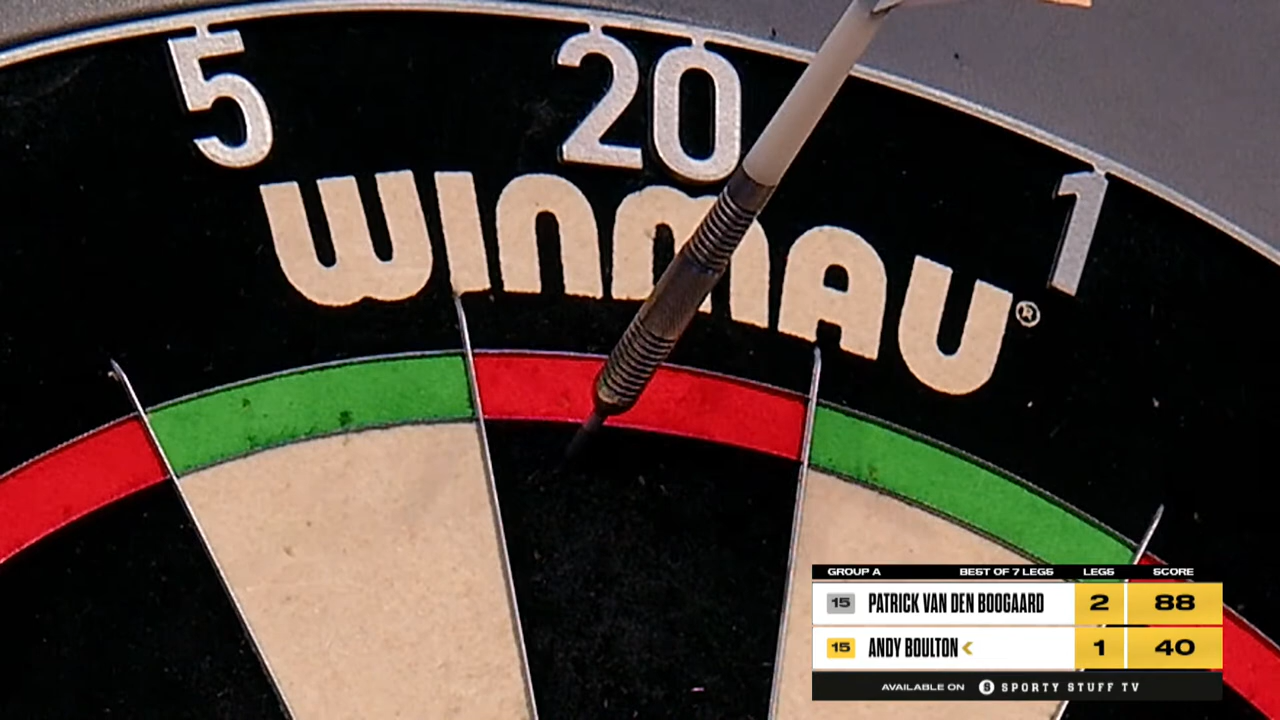 5 20 1
WINMAU®
GROUP A BEST OF 7 LEGS LEGS SCORE
15 PATRICK VAN DEN BOOGAARD 2 88
15 ANDY BOULTON 1 40
AVAILABLE ON S SPORTY STUFF TV